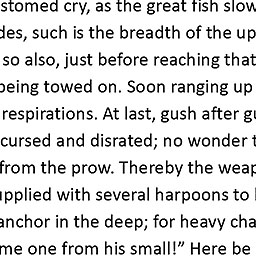 stomed cry, as the great fish slow
des, such is the breadth of the up
so also, just before reaching that
being towed on. Soon ranging up
respirations. At last, gush after g
cursed and disrated; no wonder t
from the prow. Thereby the weap
upplied with several harpoons to
anchor in the deep; for heavy cha
me one from his small!” Here be